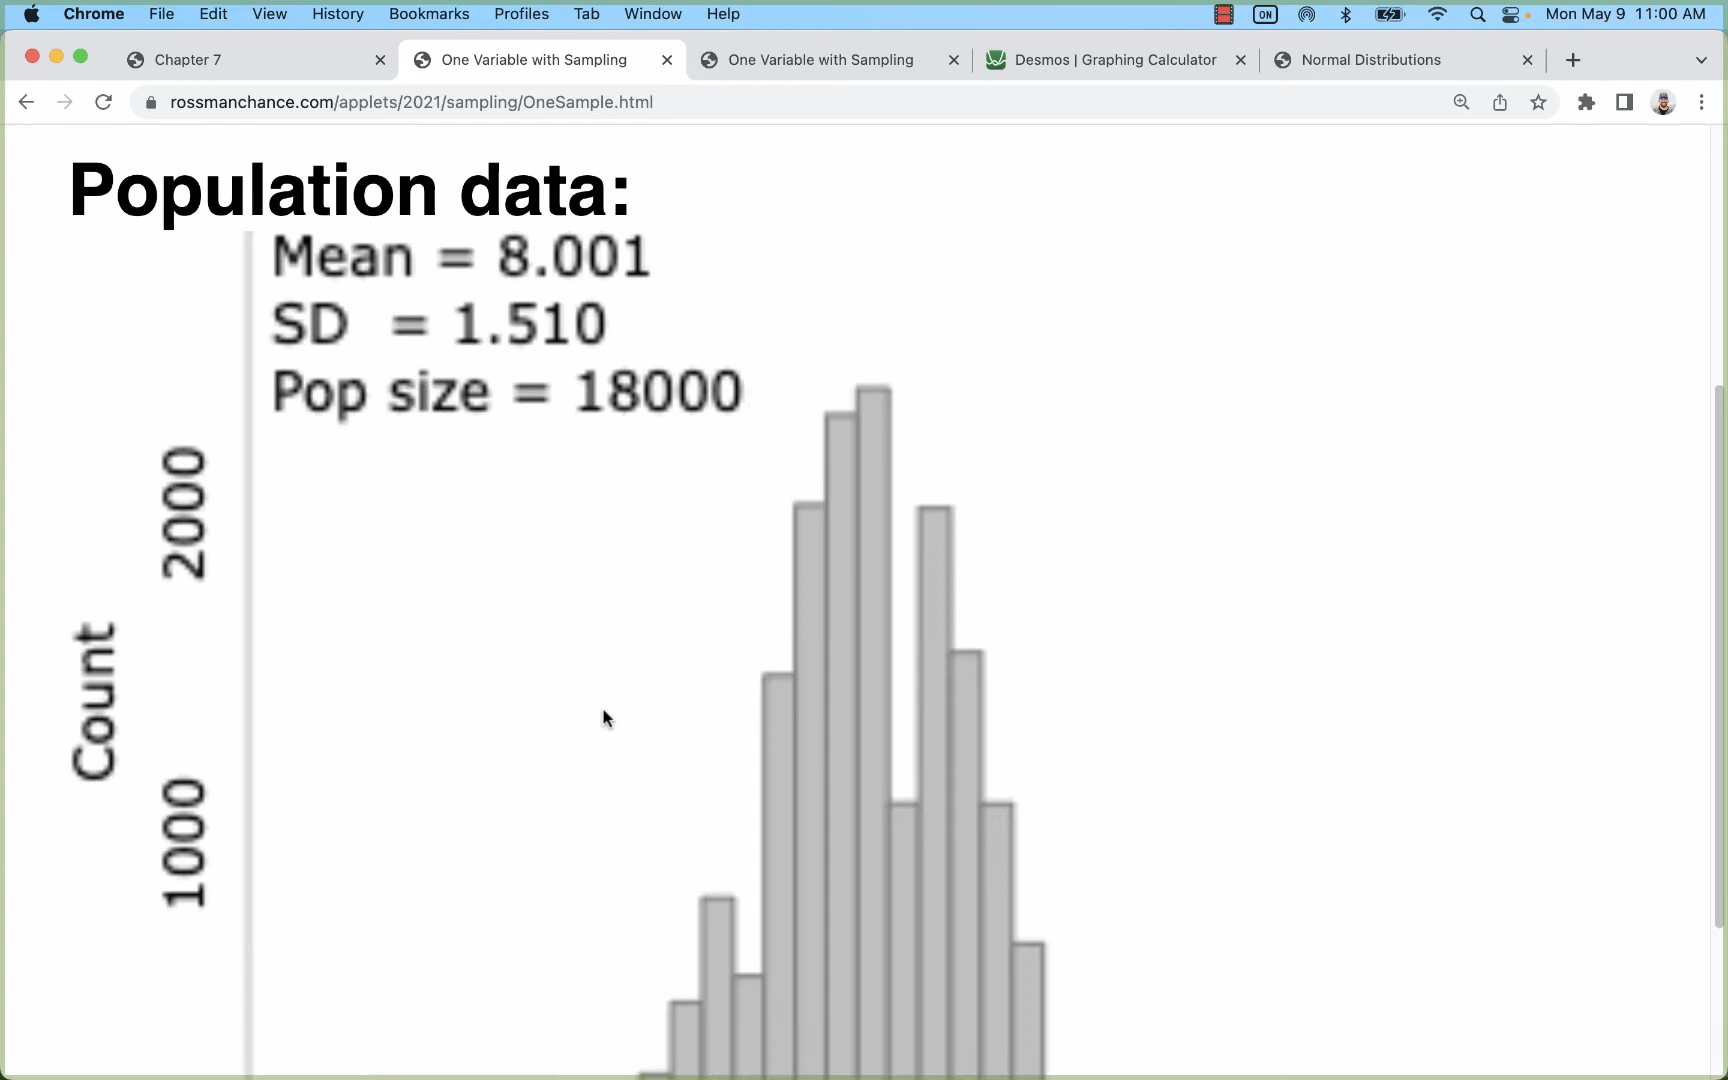 Chrome File Edit View History Bookmarks Profiles Tab Window Help ON Mon May 9 11:00 AM
Chapter 7 One Variable with Sampling One Variable with Sampling Desmos | Graphing Calculator Normal Distributions
rossmanchance.com/applets/2021/sampling/OneSample.html
Population data:
Mean = 8.001
SD = 1.510
Pop size = 18000
2000
Count
1000